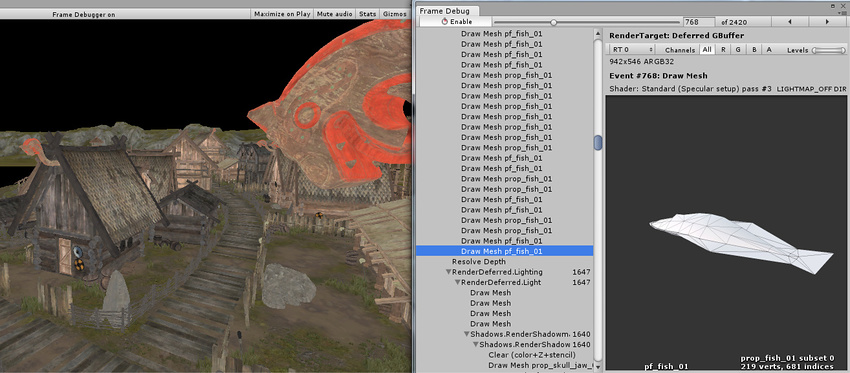 Frame Debugger on
Maximize on Play
Mute audio
Stats
Gizmos
Frame Debug
Enable
768
of 2420
Draw Mesh pf_fish_01
Draw Mesh pf_fish_01
Draw Mesh pf_fish_01
Draw Mesh pf_fish_01
Draw Mesh prop_fish_01
Draw Mesh prop_fish_01
Draw Mesh prop_fish_01
Draw Mesh prop_fish_01
Draw Mesh prop_fish_01
Draw Mesh prop_fish_01
Draw Mesh pf_fish_01
Draw Mesh pf_fish_01
Draw Mesh pf_fish_01
Draw Mesh pf_fish_01
Draw Mesh prop_fish_01
Draw Mesh prop_fish_01
Draw Mesh pf_fish_01
Draw Mesh pf_fish_01
Draw Mesh prop_fish_01
Draw Mesh prop_fish_01
Draw Mesh pf_fish_01
Draw Mesh pf_fish_01
Resolve Depth
RenderDeferred.Lighting 1647
RenderDeferred.Light 1647
Draw Mesh
Draw Mesh
Draw Mesh
Draw Mesh
Shadows.RenderShadowm 1640
Shadows.RenderShadow 1640
Clear (color+Z+stencil)
Draw Mesh prop_skull_jaw_
RenderTarget: Deferred GBuffer
RT 0 Channels All R G B A Levels
942x546 ARGB32
Event #768: Draw Mesh
Shader: Standard (Specular setup) pass #3 LIGHTMAP_OFF DIR
pf_fish_01
prop_fish_01 subset 0
219 verts, 681 indices